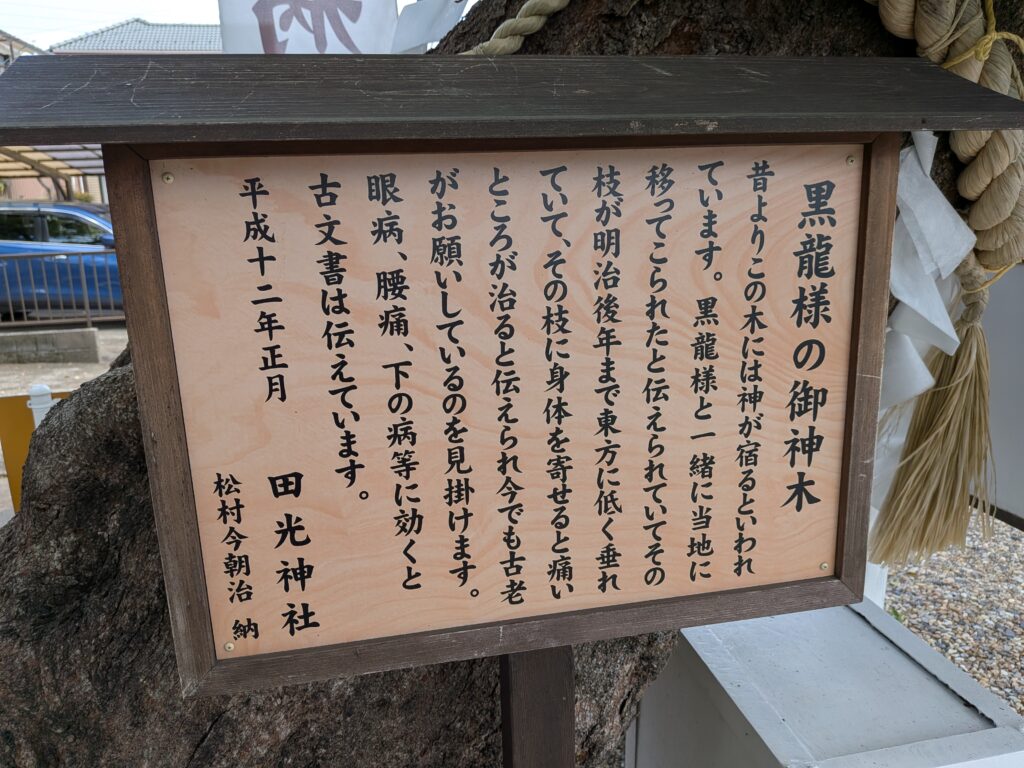 納
黒龍様の御神木
昔よりこの木には神が宿るといわれ
ています。黒龍様と一緒に当地に
移ってこられたと伝えられていてその
枝が明治後年まで東方に低く垂れ
ていて、その枝に身体を寄せると痛い
ところが治ると伝えられ今でも古老
がお願いしているのを見掛けます。
眼病、腰痛、下の病等に効くと
古文書は伝えています。
平成十二年正月
田光神社
松村今朝治 納